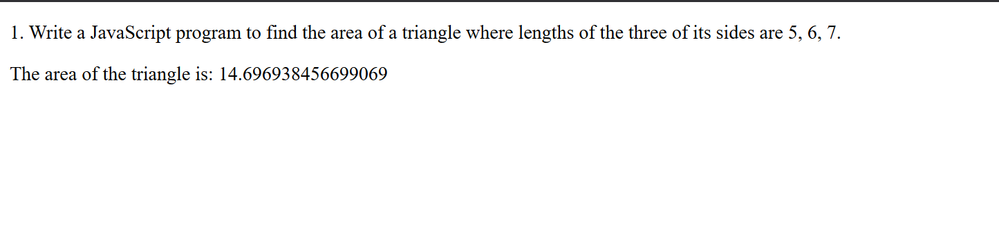 1. Write a JavaScript program to find the area of a triangle where lengths of the three of its sides are 5, 6, 7.
The area of the triangle is: 14.696938456699069